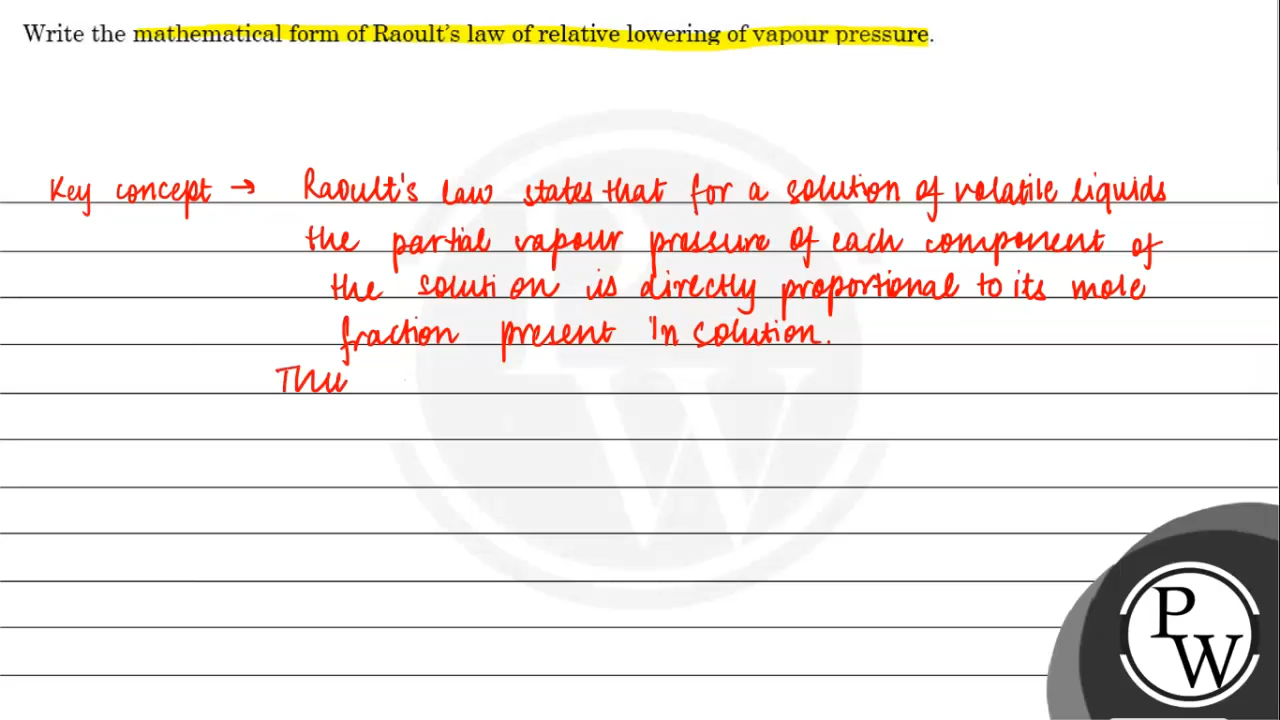 Write the mathematical form of Raoult's law of relative lowering of vapour pressure.
Key concept → Raoult's law states that for a solution of volatile liquids
the partial vapour pressure of each component of
the solution is directly proportional to its mole
fraction present in solution.
Thu
P
W
P
W